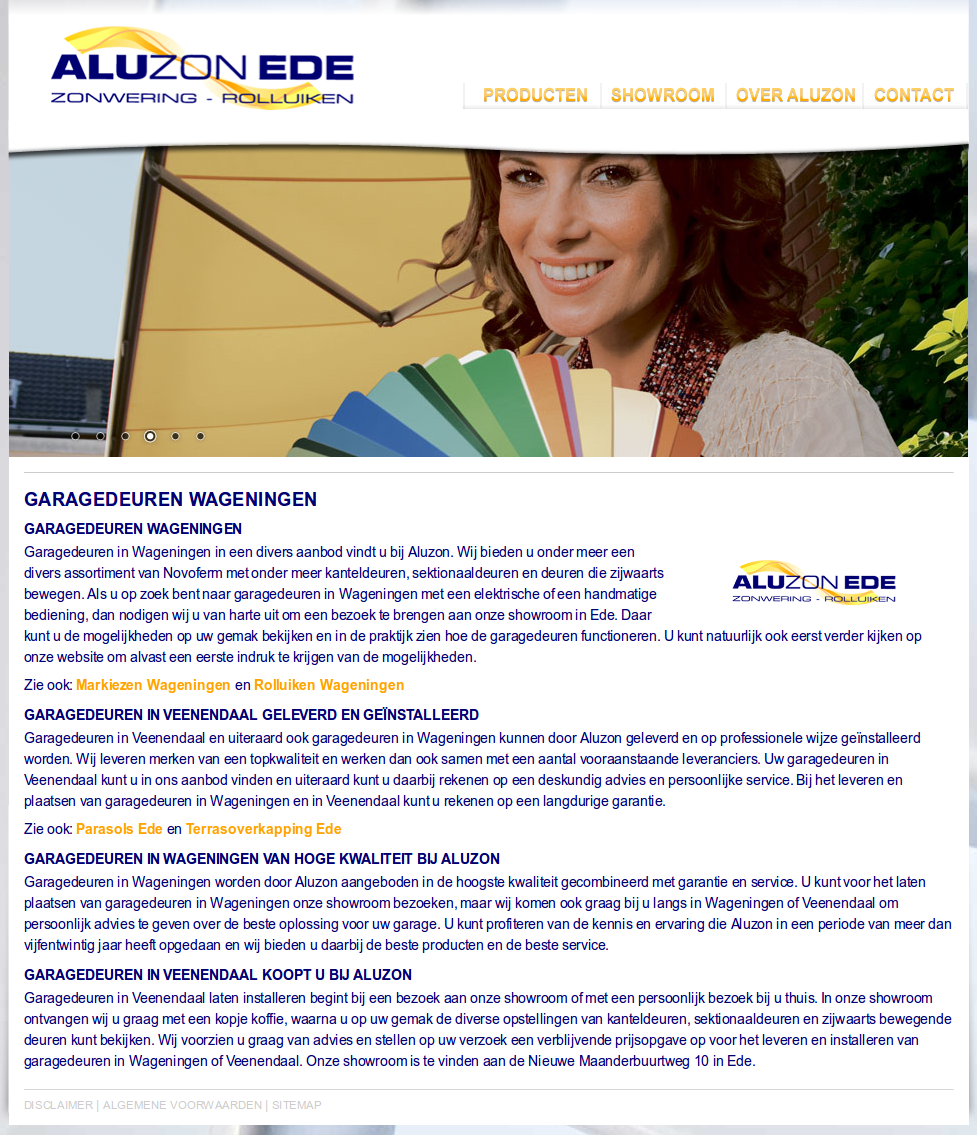 ALUZON EDE
ZONWERING - ROLLUIKEN
PRODUCTEN SHOWROOM OVER ALUZON CONTACT
GARAGEDEUREN WAGENINGEN
GARAGEDEUREN WAGENINGEN
Garagedeuren in Wageningen in een divers aanbod vindt u bij Aluzon. Wij bieden u onder meer een
divers assortiment van Novoferm met onder meer kanteldeuren, sektionaaldeuren en deuren die zijwaarts
bewegen. Als u op zoek bent naar garagedeuren in Wageningen met een elektrische of een handmatige
bediening, dan nodigen wij u van harte uit om een bezoek te brengen aan onze showroom in Ede. Daar
kunt u de mogelijkheden op uw gemak bekijken en in de praktijk zien hoe de garagedeuren functioneren. U kunt natuurlijk ook eerst verder kijken op
onze website om alvast een eerste indruk te krijgen van de mogelijkheden.
ALUZON EDE
ZONWERING - ROLLUIKEN
Zie ook: Markiezen Wageningen en Rolluiken Wageningen
GARAGEDEUREN IN VEENENDAAL GELEVERD EN GEÏNSTALLEERD
Garagedeuren in Veenendaal en uiteraard ook garagedeuren in Wageningen kunnen door Aluzon geleverd en op professionele wijze geïnstalleerd
worden. Wij leveren merken van een topkwaliteit en werken dan ook samen met een aantal vooraanstaande leveranciers. Uw garagedeuren in
Veenendaal kunt u in ons aanbod vinden en uiteraard kunt u daarbij rekenen op een deskundig advies en persoonlijke service. Bij het leveren en
plaatsen van garagedeuren in Wageningen en in Veenendaal kunt u rekenen op een langdurige garantie.
Zie ook: Parasols Ede en Terrasoverkapping Ede
GARAGEDEUREN IN WAGENINGEN VAN HOGE KWALITEIT BIJ ALUZON
Garagedeuren in Wageningen worden door Aluzon aangeboden in de hoogste kwaliteit gecombineerd met garantie en service. U kunt voor het laten
plaatsen van garagedeuren in Wageningen onze showroom bezoeken, maar wij komen ook graag bij u langs in Wageningen of Veenendaal om
persoonlijk advies te geven over de beste oplossing voor uw garage. U kunt profiteren van de kennis en ervaring die Aluzon in een periode van meer dan
vijfentwintig jaar heeft opgedaan en wij bieden u daarbij de beste producten en de beste service.
GARAGEDEUREN IN VEENENDAAL KOOPT U BIJ ALUZON
Garagedeuren in Veenendaal laten installeren begint bij een bezoek aan onze showroom of met een persoonlijk bezoek bij u thuis. In onze showroom
ontvangen wij u graag met een kopje koffie, waarna u op uw gemak de diverse opstellingen van kanteldeuren, sektionaaldeuren en zijwaarts bewegende
deuren kunt bekijken. Wij voorzien u graag van advies en stellen op uw verzoek een verblijvende prijsopgave op voor het leveren en installeren van
garagedeuren in Wageningen of Veenendaal. Onze showroom is te vinden aan de Nieuwe Maanderbuurtweg 10 in Ede.
DISCLAIMER | ALGEMENE VOORWAARDEN | SITEMAP